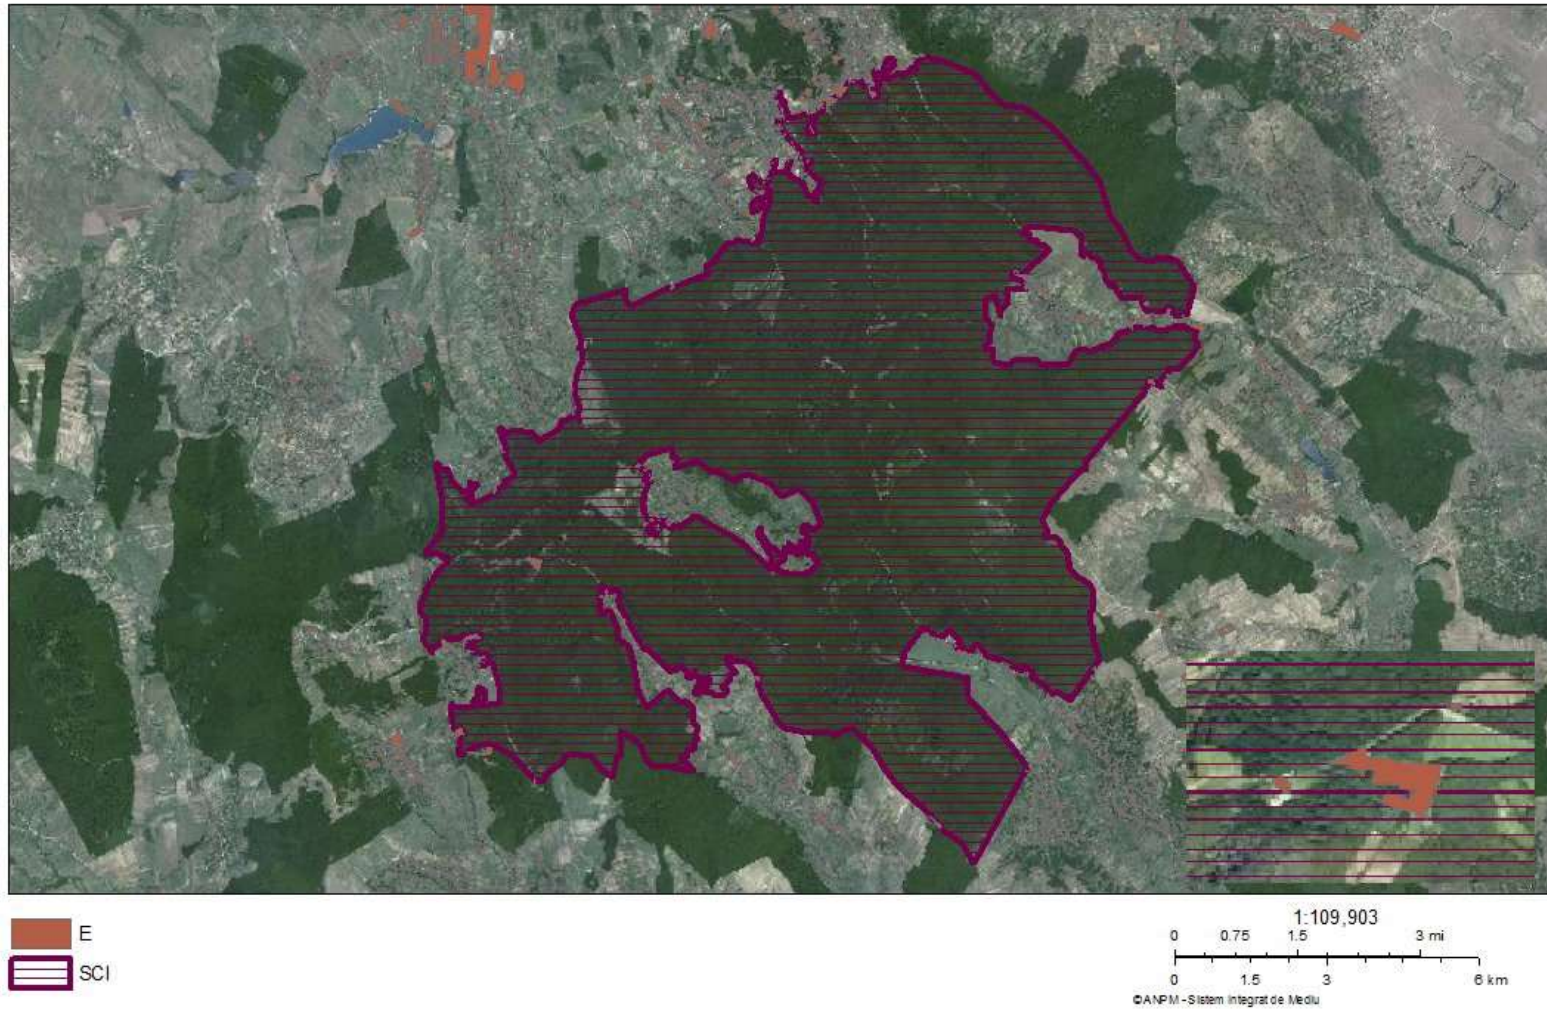 E
SCI
1:109,903
0 0.75 1.5 3 mi
0 1.5 3 6 km
©ANPM - Sistem Integrat de Mediu